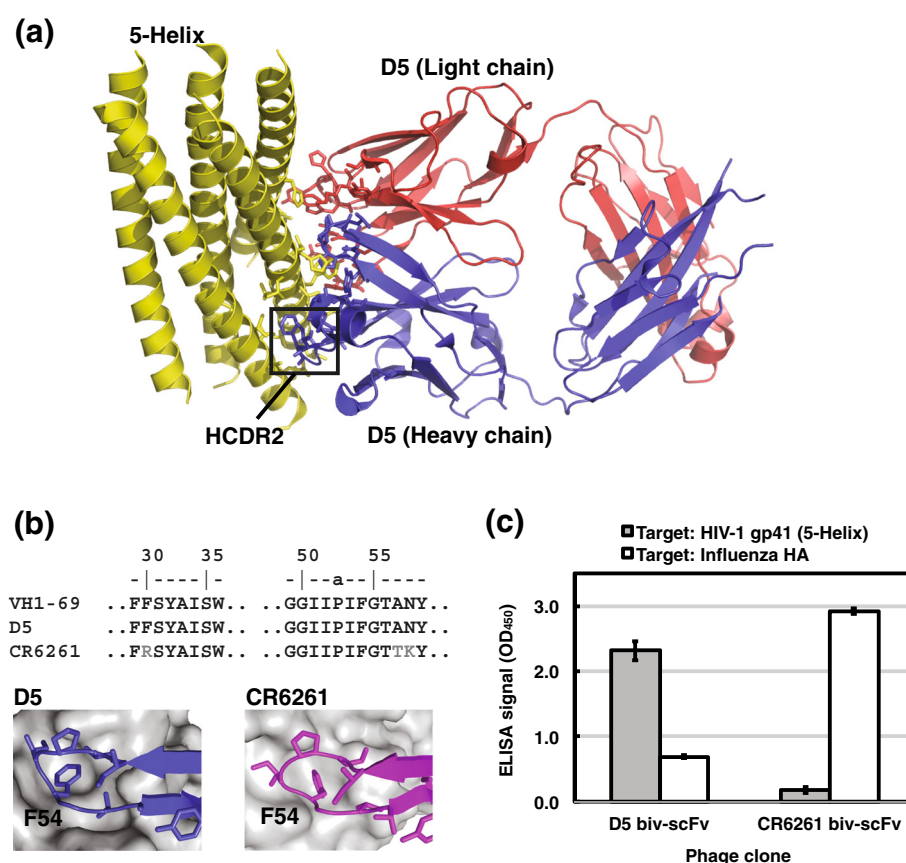 (a)
5-Helix
D5 (Light chain)
HCDR2
D5 (Heavy chain)
(b)
30 35 50 55
-|----|- -|--a--|---
VH1-69 ..FFSYAISW.. ..GGIIPIFGTANY..
D5 ..FFSYAISW.. ..GGIIPIFGTANY..
CR6261 ..FRSYAISW.. ..GGIIPIFGTTKY..
D5
F54
CR6261
F54
(c)
Target: HIV-1 gp41 (5-Helix)
Target: Influenza HA
ELISA signal (OD450)
3.0
2.0
1.0
0.0
D5 biv-scFv CR6261 biv-scFv
Phage clone